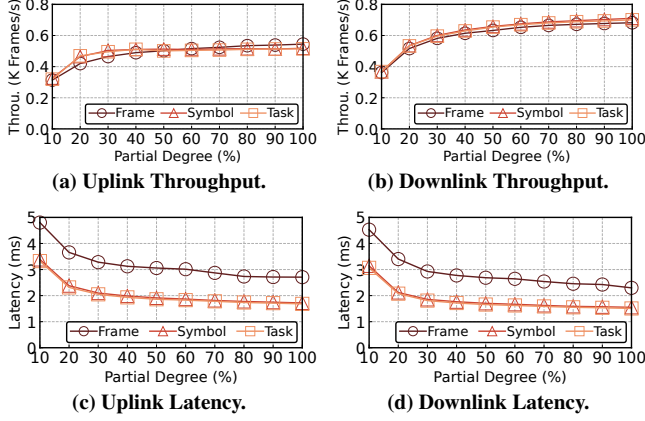 0.8
0.6
0.4
0.2
0.0
Throu. (K Frames/s)
Frame Symbol Task
10 20 30 40 50 60 70 80 90 100
Partial Degree (%)
(a) Uplink Throughput.
0.8
0.6
0.4
0.2
0.0
Throu. (K Frames/s)
Frame Symbol Task
10 20 30 40 50 60 70 80 90 100
Partial Degree (%)
(b) Downlink Throughput.
5
4
3
2
1
0
Latency (ms)
Frame Symbol Task
10 20 30 40 50 60 70 80 90 100
Partial Degree (%)
(c) Uplink Latency.
5
4
3
2
1
0
Latency (ms)
Frame Symbol Task
10 20 30 40 50 60 70 80 90 100
Partial Degree (%)
(d) Downlink Latency.